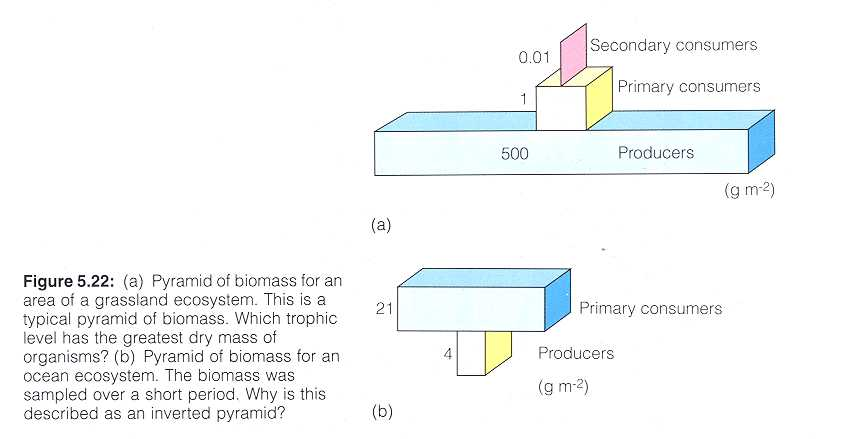 Secondary consumers
0.01
Primary consumers
1
500 Producers
(g m-2)
(a)
Figure 5.22: (a) Pyramid of biomass for an
area of a grassland ecosystem. This is a
typical pyramid of biomass. Which trophic
level has the greatest dry mass of
organisms? (b) Pyramid of biomass for an
ocean ecosystem. The biomass was
sampled over a short period. Why is this
described as an inverted pyramid?
21 Primary consumers
4 Producers
(g m-2)
(b)